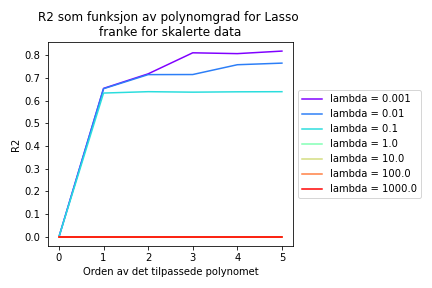 R2 som funksjon av polynomgrad for Lasso
franke for skalerte data
R2
0.8
0.7
0.6
0.5
0.4
0.3
0.2
0.1
0.0
0 1 2 3 4 5
Orden av det tilpassede polynomet
lambda = 0.001
lambda = 0.01
lambda = 0.1
lambda = 1.0
lambda = 10.0
lambda = 100.0
lambda = 1000.0